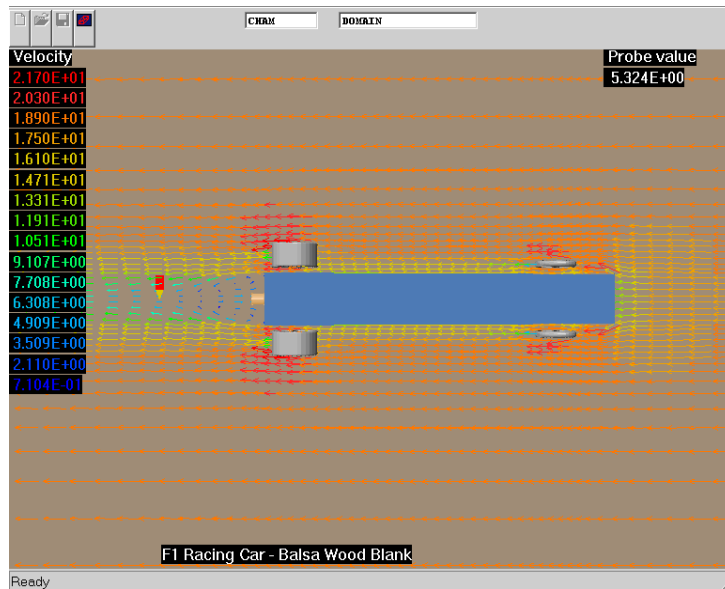 CHAM DOMAIN
Velocity
Probe value
2.170E+01
5.324E+00
2.030E+01
1.890E+01
1.750E+01
1.610E+01
1.471E+01
1.331E+01
1.191E+01
1.051E+01
9.107E+00
7.708E+00
6.308E+00
4.909E+00
3.509E+00
2.110E+00
7.104E-01
F1 Racing Car - Balsa Wood Blank
Ready